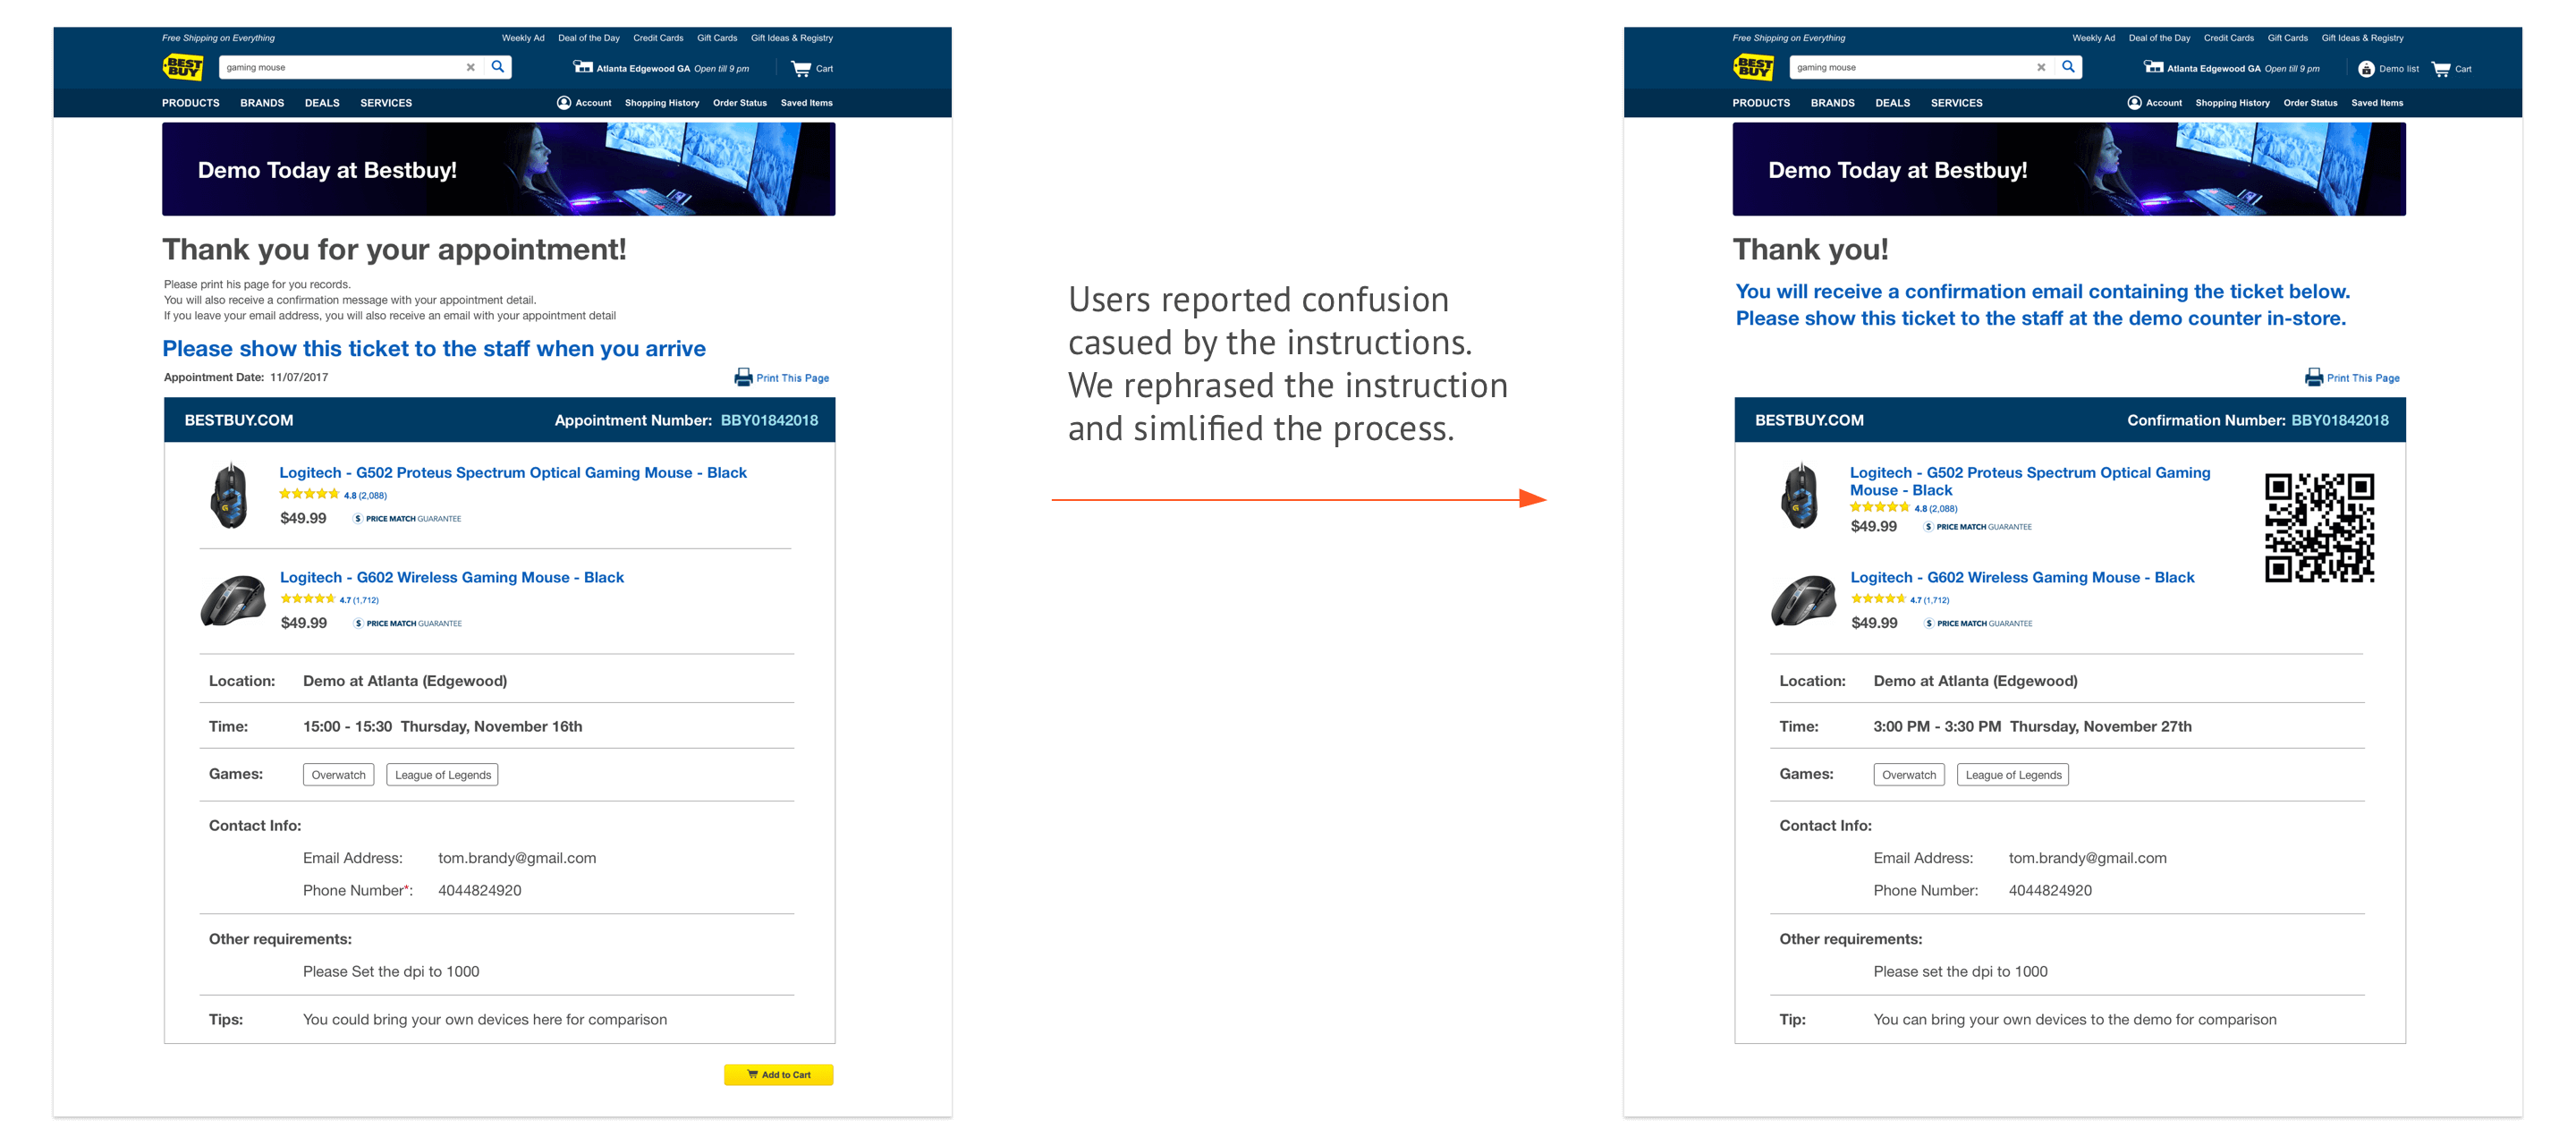 Free Shipping on Everything
Weekly Ad Deal of the Day Credit Cards Gift Cards Gift Ideas & Registry
BEST BUY
gaming mouse
Atlanta Edgewood GA Open till 9 pm
Cart
PRODUCTS BRANDS DEALS SERVICES
Account Shopping History Order Status Saved Items
Demo Today at Bestbuy!
Thank you for your appointment!
Please print his page for you records.
You will also receive a confirmation message with your appointment detail.
If you leave your email address, you will also receive an email with your appointment detail
Please show this ticket to the staff when you arrive
Appointment Date: 11/07/2017
Print This Page
BESTBUY.COM Appointment Number: BBY01842018
Logitech - G502 Proteus Spectrum Optical Gaming Mouse - Black
4.8 (2,088)
$49.99 $ PRICE MATCH GUARANTEE
Logitech - G602 Wireless Gaming Mouse - Black
4.7 (1,712)
$49.99 $ PRICE MATCH GUARANTEE
Location: Demo at Atlanta (Edgewood)
Time: 15:00 - 15:30 Thursday, November 16th
Games: Overwatch League of Legends
Contact Info:
Email Address: tom.brandy@gmail.com
Phone Number*: 4044824920
Other requirements:
Please Set the dpi to 1000
Tips: You could bring your own devices here for comparison
Add to Cart
Users reported confusion
casued by the instructions.
We rephrased the instruction
and simlified the process.
Free Shipping on Everything
Weekly Ad Deal of the Day Credit Cards Gift Cards Gift Ideas & Registry
BEST BUY
gaming mouse
Atlanta Edgewood GA Open till 9 pm
Demo list
Cart
PRODUCTS BRANDS DEALS SERVICES
Account Shopping History Order Status Saved Items
Demo Today at Bestbuy!
Thank you!
You will receive a confirmation email containing the ticket below.
Please show this ticket to the staff at the demo counter in-store.
Print This Page
BESTBUY.COM Confirmation Number: BBY01842018
Logitech - G502 Proteus Spectrum Optical Gaming
Mouse - Black
4.8 (2,088)
$49.99 $ PRICE MATCH GUARANTEE
Logitech - G602 Wireless Gaming Mouse - Black
4.7 (1,712)
$49.99 $ PRICE MATCH GUARANTEE
Location: Demo at Atlanta (Edgewood)
Time: 3:00 PM - 3:30 PM Thursday, November 27th
Games: Overwatch League of Legends
Contact Info:
Email Address: tom.brandy@gmail.com
Phone Number: 4044824920
Other requirements:
Please set the dpi to 1000
Tip: You can bring your own devices to the demo for comparison